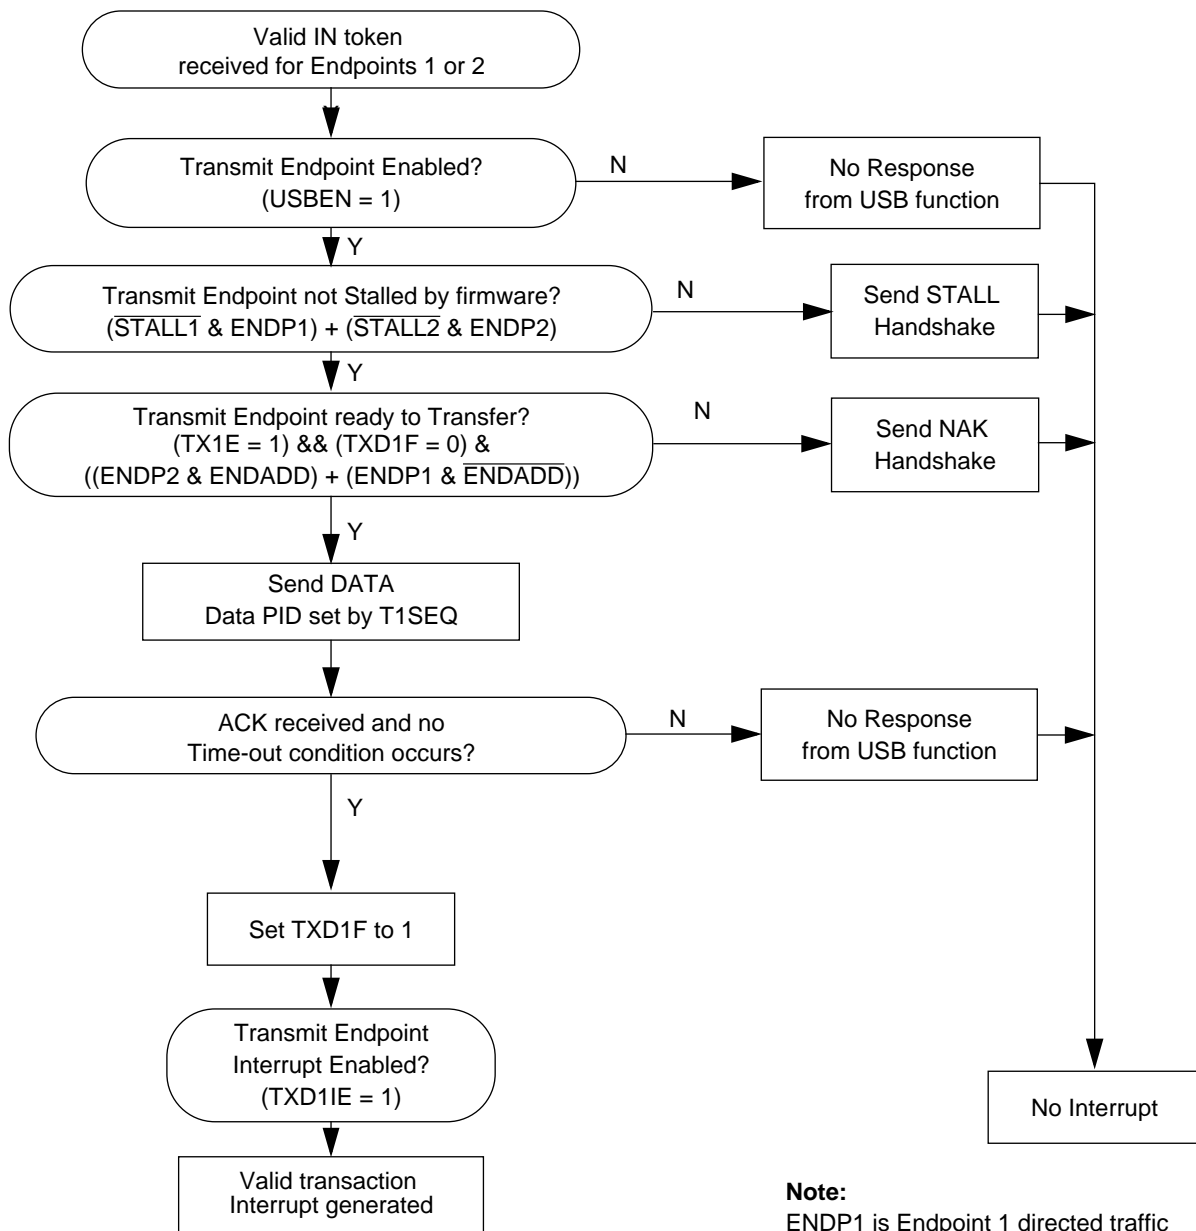 Valid IN token
received for Endpoints 1 or 2
Transmit Endpoint Enabled?
(USBEN = 1)
N
No Response
from USB function
Y
Transmit Endpoint not Stalled by firmware?
(S̅T̅A̅L̅L̅1̅ & ENDP1) + (S̅T̅A̅L̅L̅2̅ & ENDP2)
N
Send STALL
Handshake
Y
Transmit Endpoint ready to Transfer?
(TX1E = 1) && (TXD1F = 0) &
((ENDP2 & ENDADD) + (ENDP1 & E̅N̅D̅A̅D̅D̅))
N
Send NAK
Handshake
Y
Send DATA
Data PID set by T1SEQ
ACK received and no
Time-out condition occurs?
N
No Response
from USB function
Y
Set TXD1F to 1
Transmit Endpoint
Interrupt Enabled?
(TXD1IE = 1)
No Interrupt
Valid transaction
Interrupt generated
Note:
ENDP1 is Endpoint 1 directed traffic